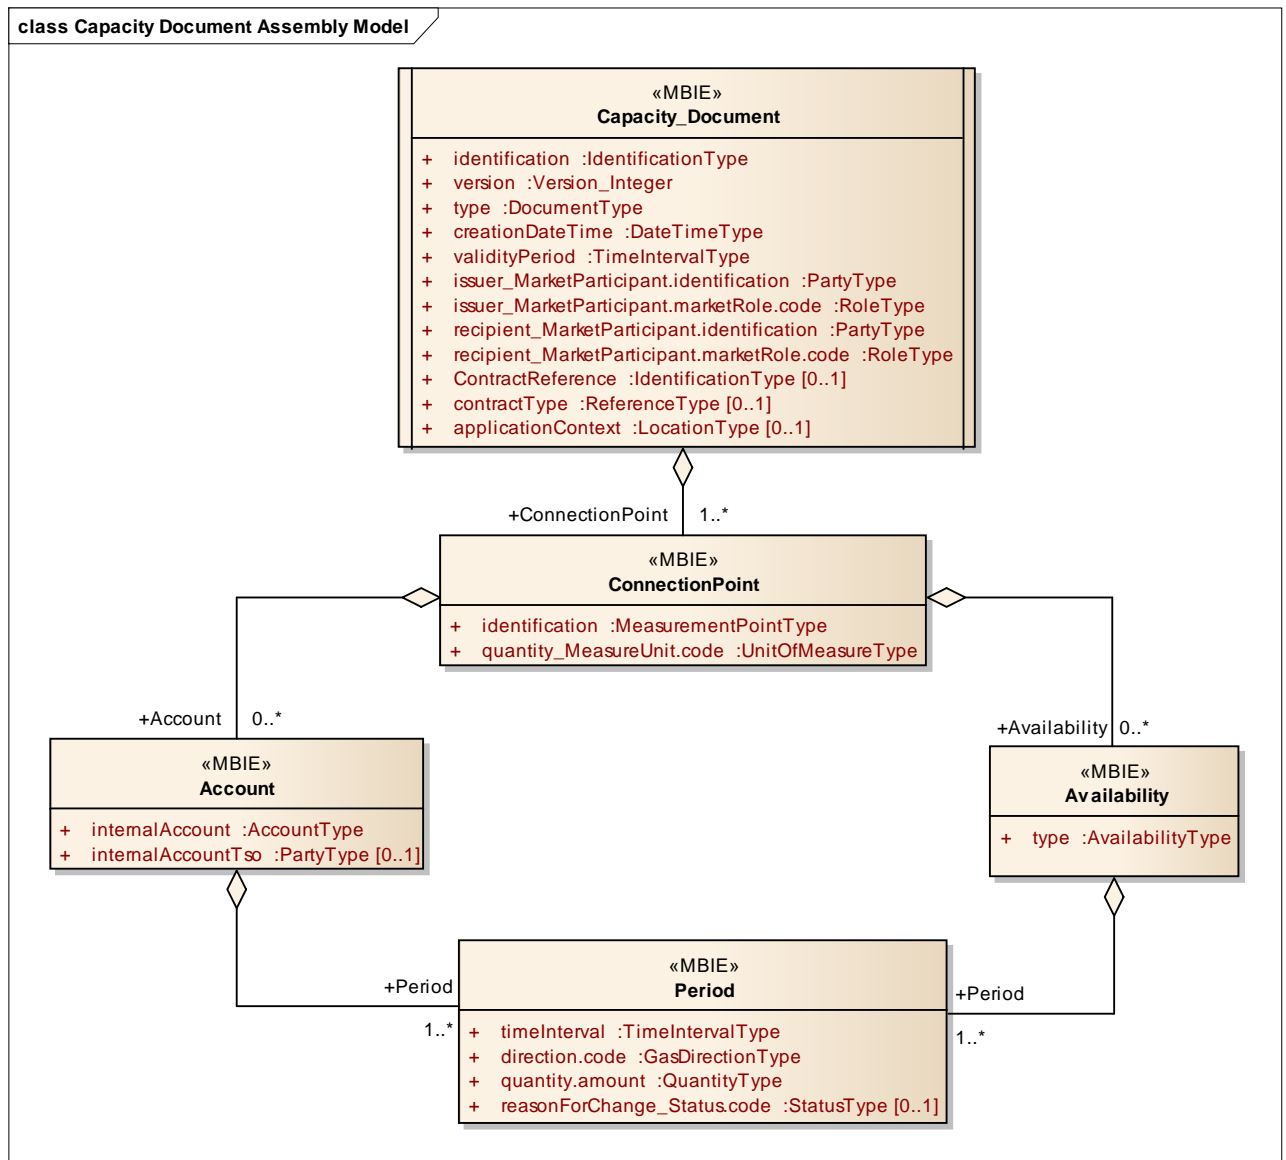 class Capacity Document Assembly Model
«MBIE»
Capacity_Document
+ identification :IdentificationType
+ version :Version_Integer
+ type :DocumentType
+ creationDateTime :DateTimeType
+ validityPeriod :TimeIntervalType
+ issuer_MarketParticipant.identification :PartyType
+ issuer_MarketParticipant.marketRole.code :RoleType
+ recipient_MarketParticipant.identification :PartyType
+ recipient_MarketParticipant.marketRole.code :RoleType
+ ContractReference :IdentificationType [0..1]
+ contractType :ReferenceType [0..1]
+ applicationContext :LocationType [0..1]
+ConnectionPoint 1..*
«MBIE»
ConnectionPoint
+ identification :MeasurementPointType
+ quantity_MeasureUnit.code :UnitOfMeasureType
+Account 0..*
+Availability 0..*
«MBIE»
Account
+ internalAccount :AccountType
+ internalAccountTso :PartyType [0..1]
«MBIE»
Availability
+ type :AvailabilityType
+Period
1..*
+Period
1..*
«MBIE»
Period
+ timeInterval :TimeIntervalType
+ direction.code :GasDirectionType
+ quantity.amount :QuantityType
+ reasonForChange_Status.code :StatusType [0..1]